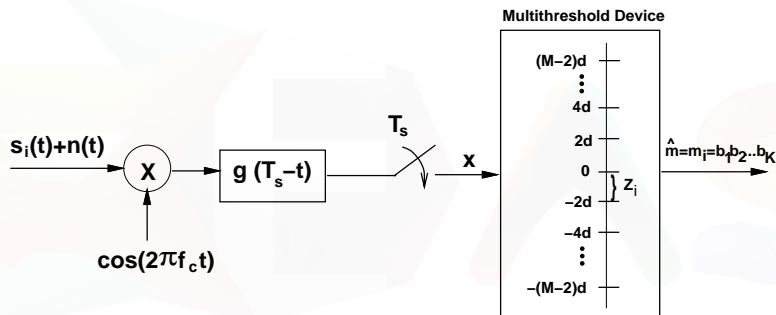 Multithreshold Device
(M-2)d
4d
2d
0
-2d
-4d
-(M-2)d
Z_i
s_i(t)+n(t)
X
cos(2πf_c t)
g (T_s-t)
T_s
x
m̂=m_i=b_1b_2..b_K